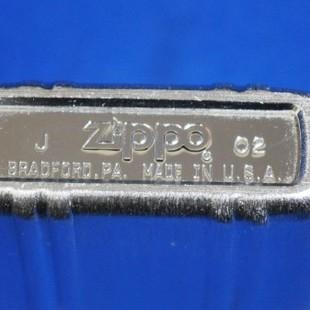 J Zippo® 02
BRADFORD, PA. MADE IN U.S.A.